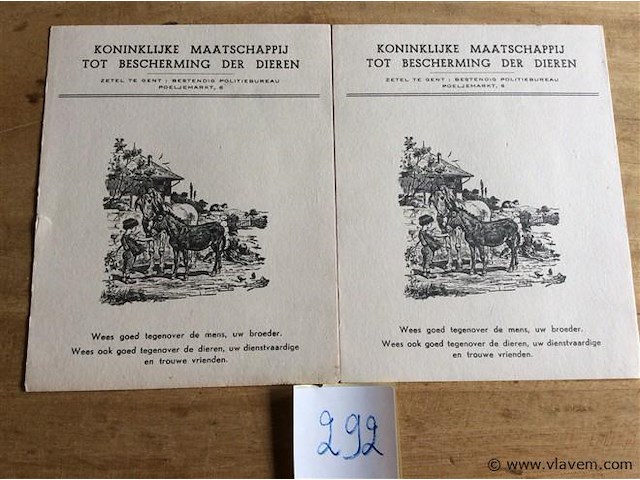 KONINKLIJKE MAATSCHAPPIJ
TOT BESCHERMING DER DIEREN
ZETEL TE GENT : BESTENDIG POLITIEBUREAU
POELJEMARKT, 6
Wees goed tegenover de mens, uw broeder.
Wees ook goed tegenover de dieren, uw dienstvaardige
en trouwe vrienden.
KONINKLIJKE MAATSCHAPPIJ
TOT BESCHERMING DER DIEREN
ZETEL TE GENT : BESTENDIG POLITIEBUREAU
POELJEMARKT, 6
Wees goed tegenover de mens, uw broeder.
Wees ook goed tegenover de dieren, uw dienstvaardige
en trouwe vrienden.
292
© www.vlavem.com